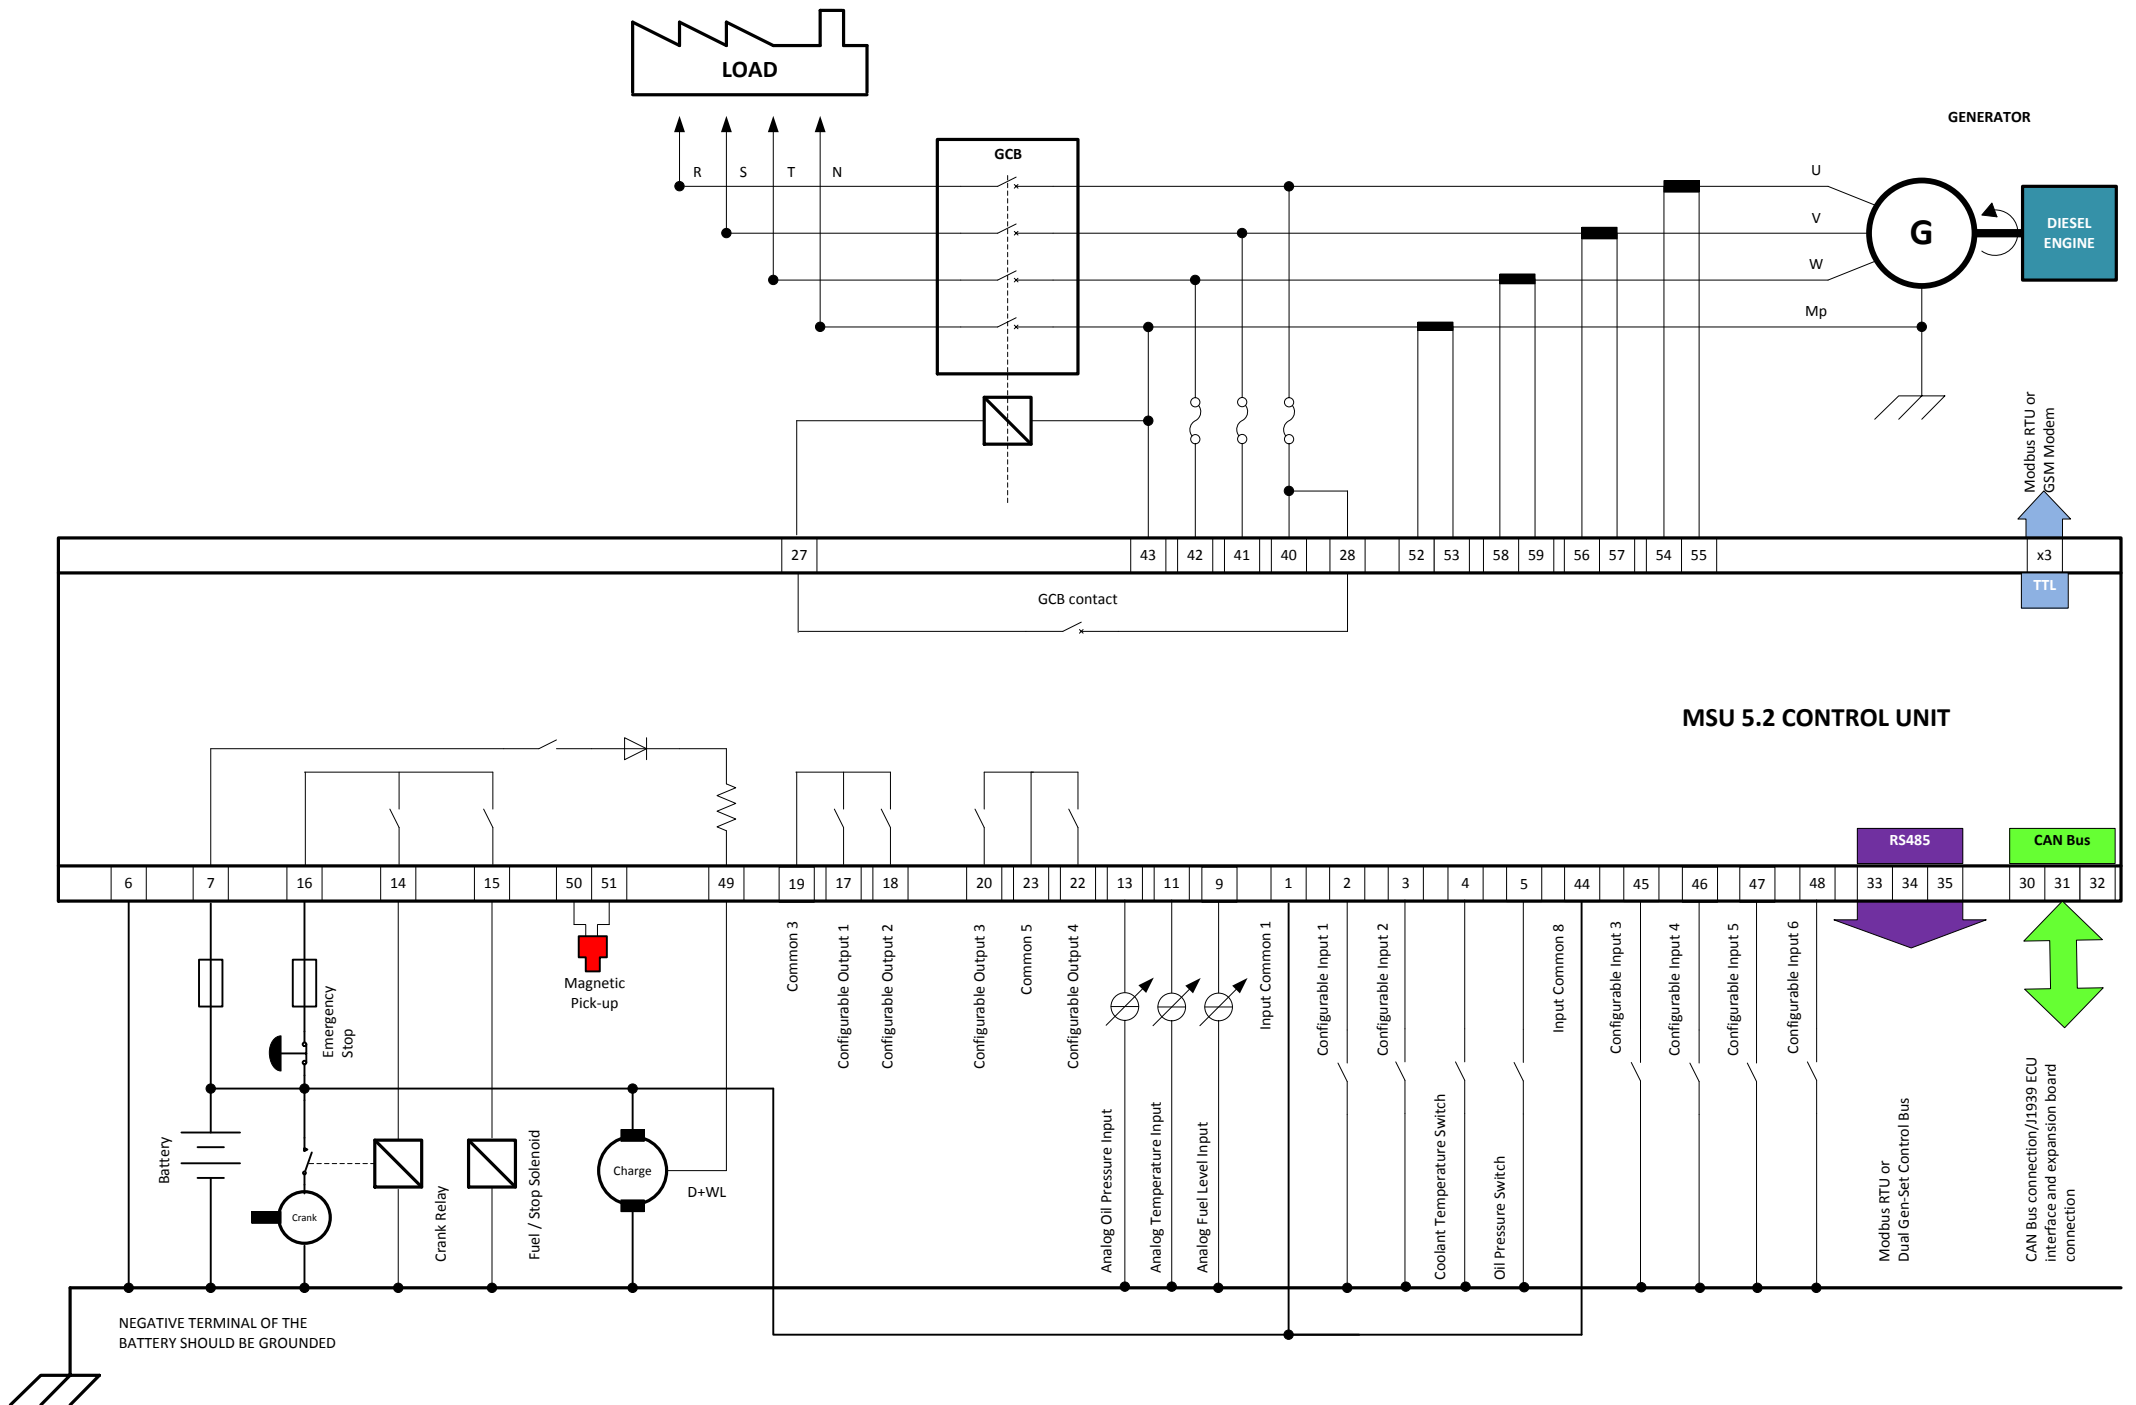 LOAD
GENERATOR
GCB
R S T N
U
V
W
Mp
G
DIESEL
ENGINE
Modbus RTU or
GSM Modem
27 43 42 41 40 28 52 53 58 59 56 57 54 55 x3
TTL
GCB contact
MSU 5.2 CONTROL UNIT
RS485
CAN Bus
6 7 16 14 15 50 51 49 19 17 18 20 23 22 13 11 9 1 2 3 4 5 44 45 46 47 48 33 34 35 30 31 32
Emergency
Stop
Magnetic
Pick-up
Common 3
Configurable Output 1
Configurable Output 2
Configurable Output 3
Common 5
Configurable Output 4
Input Common 1
Configurable Input 1
Configurable Input 2
Input Common 8
Configurable Input 3
Configurable Input 4
Configurable Input 5
Configurable Input 6
Battery
Crank
Crank Relay
Fuel / Stop Solenoid
Charge
D+WL
Analog Oil Pressure Input
Analog Temperature Input
Analog Fuel Level Input
Coolant Temperature Switch
Oil Pressure Switch
Modbus RTU or
Dual Gen-Set Control Bus
CAN Bus connection/J1939 ECU
interface and expansion board
connection
NEGATIVE TERMINAL OF THE
BATTERY SHOULD BE GROUNDED